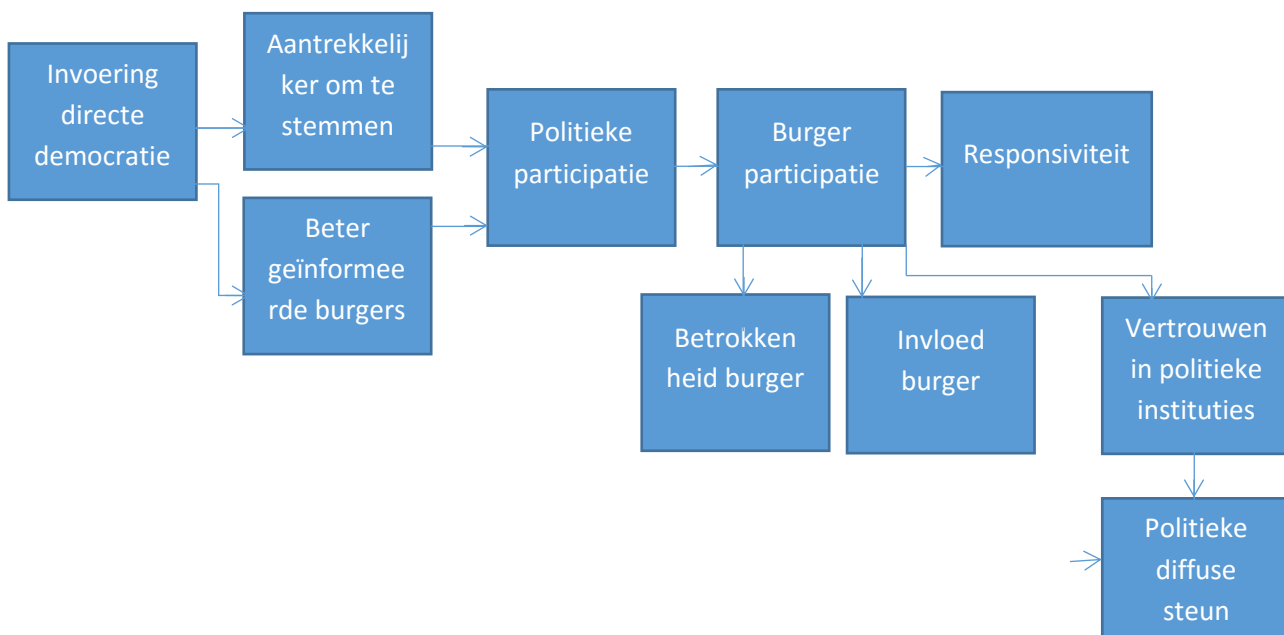 Invoering
directe
democratie
Aantrekkelij
ker om te
stemmen
Beter
geïnformee
rde burgers
Politieke
participatie
Burger
participatie
Responsiviteit
Betrokken
heid burger
Invloed
burger
Vertrouwen
in politieke
instituties
Politieke
diffuse
steun